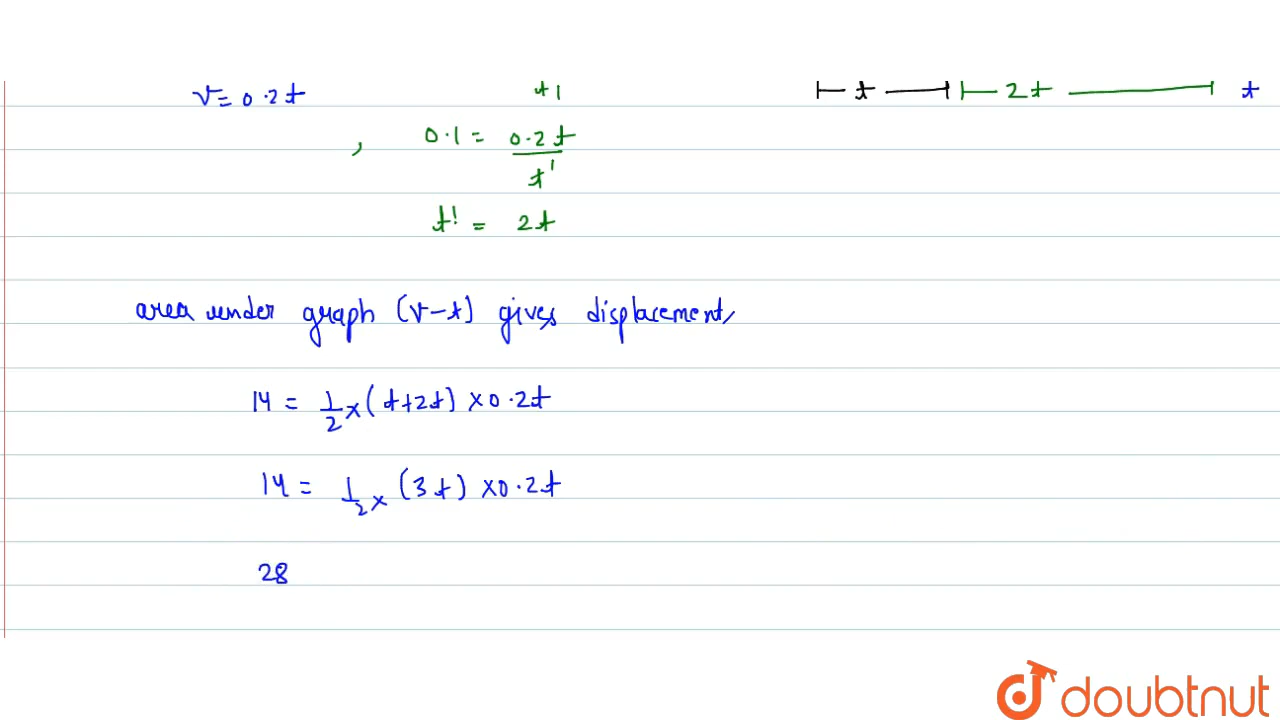 v = 0.2t
t1
t 2t t
, 0.1 = 0.2t
t'
t' = 2t
area under graph (v-t) gives displacement,
14 = 1/2 x (t+2t) x 0.2t
14 = 1/2 x (3t) x 0.2t
28
doubtnut